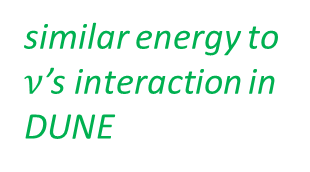 similar energy to
ν's interaction in
DUNE